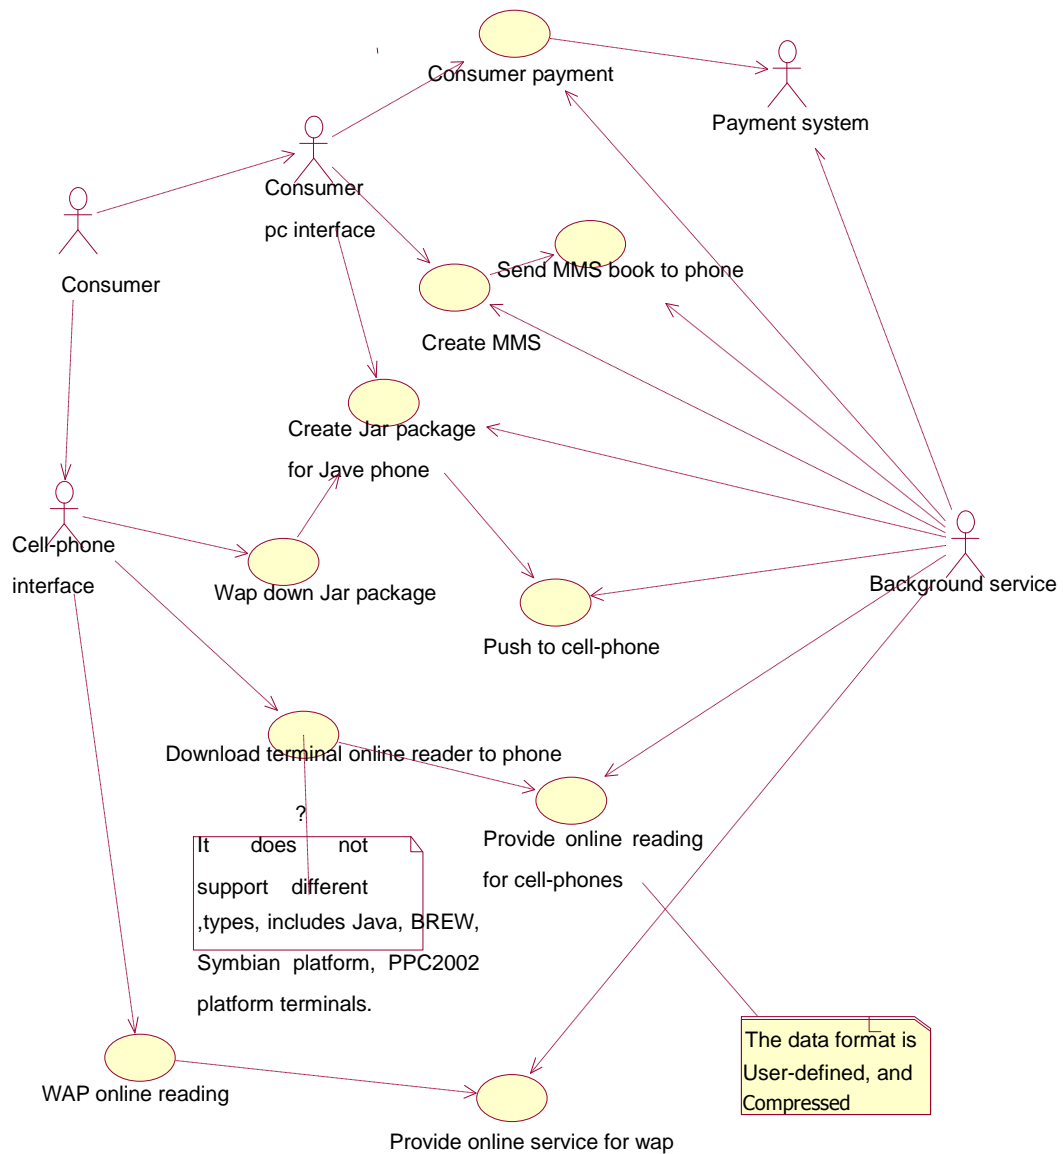 Consumer payment
Payment system
Consumer
pc interface
Consumer
Send MMS book to phone
Create MMS
Create Jar package
for Jave phone
Cell-phone
interface
Wap down Jar package
Background service
Push to cell-phone
Download terminal online reader to phone
?
It does not
support different
,types, includes Java, BREW,
Symbian platform, PPC2002
platform terminals.
Provide online reading
for cell-phones
The data format is
User-defined, and
Compressed
WAP online reading
Provide online service for wap